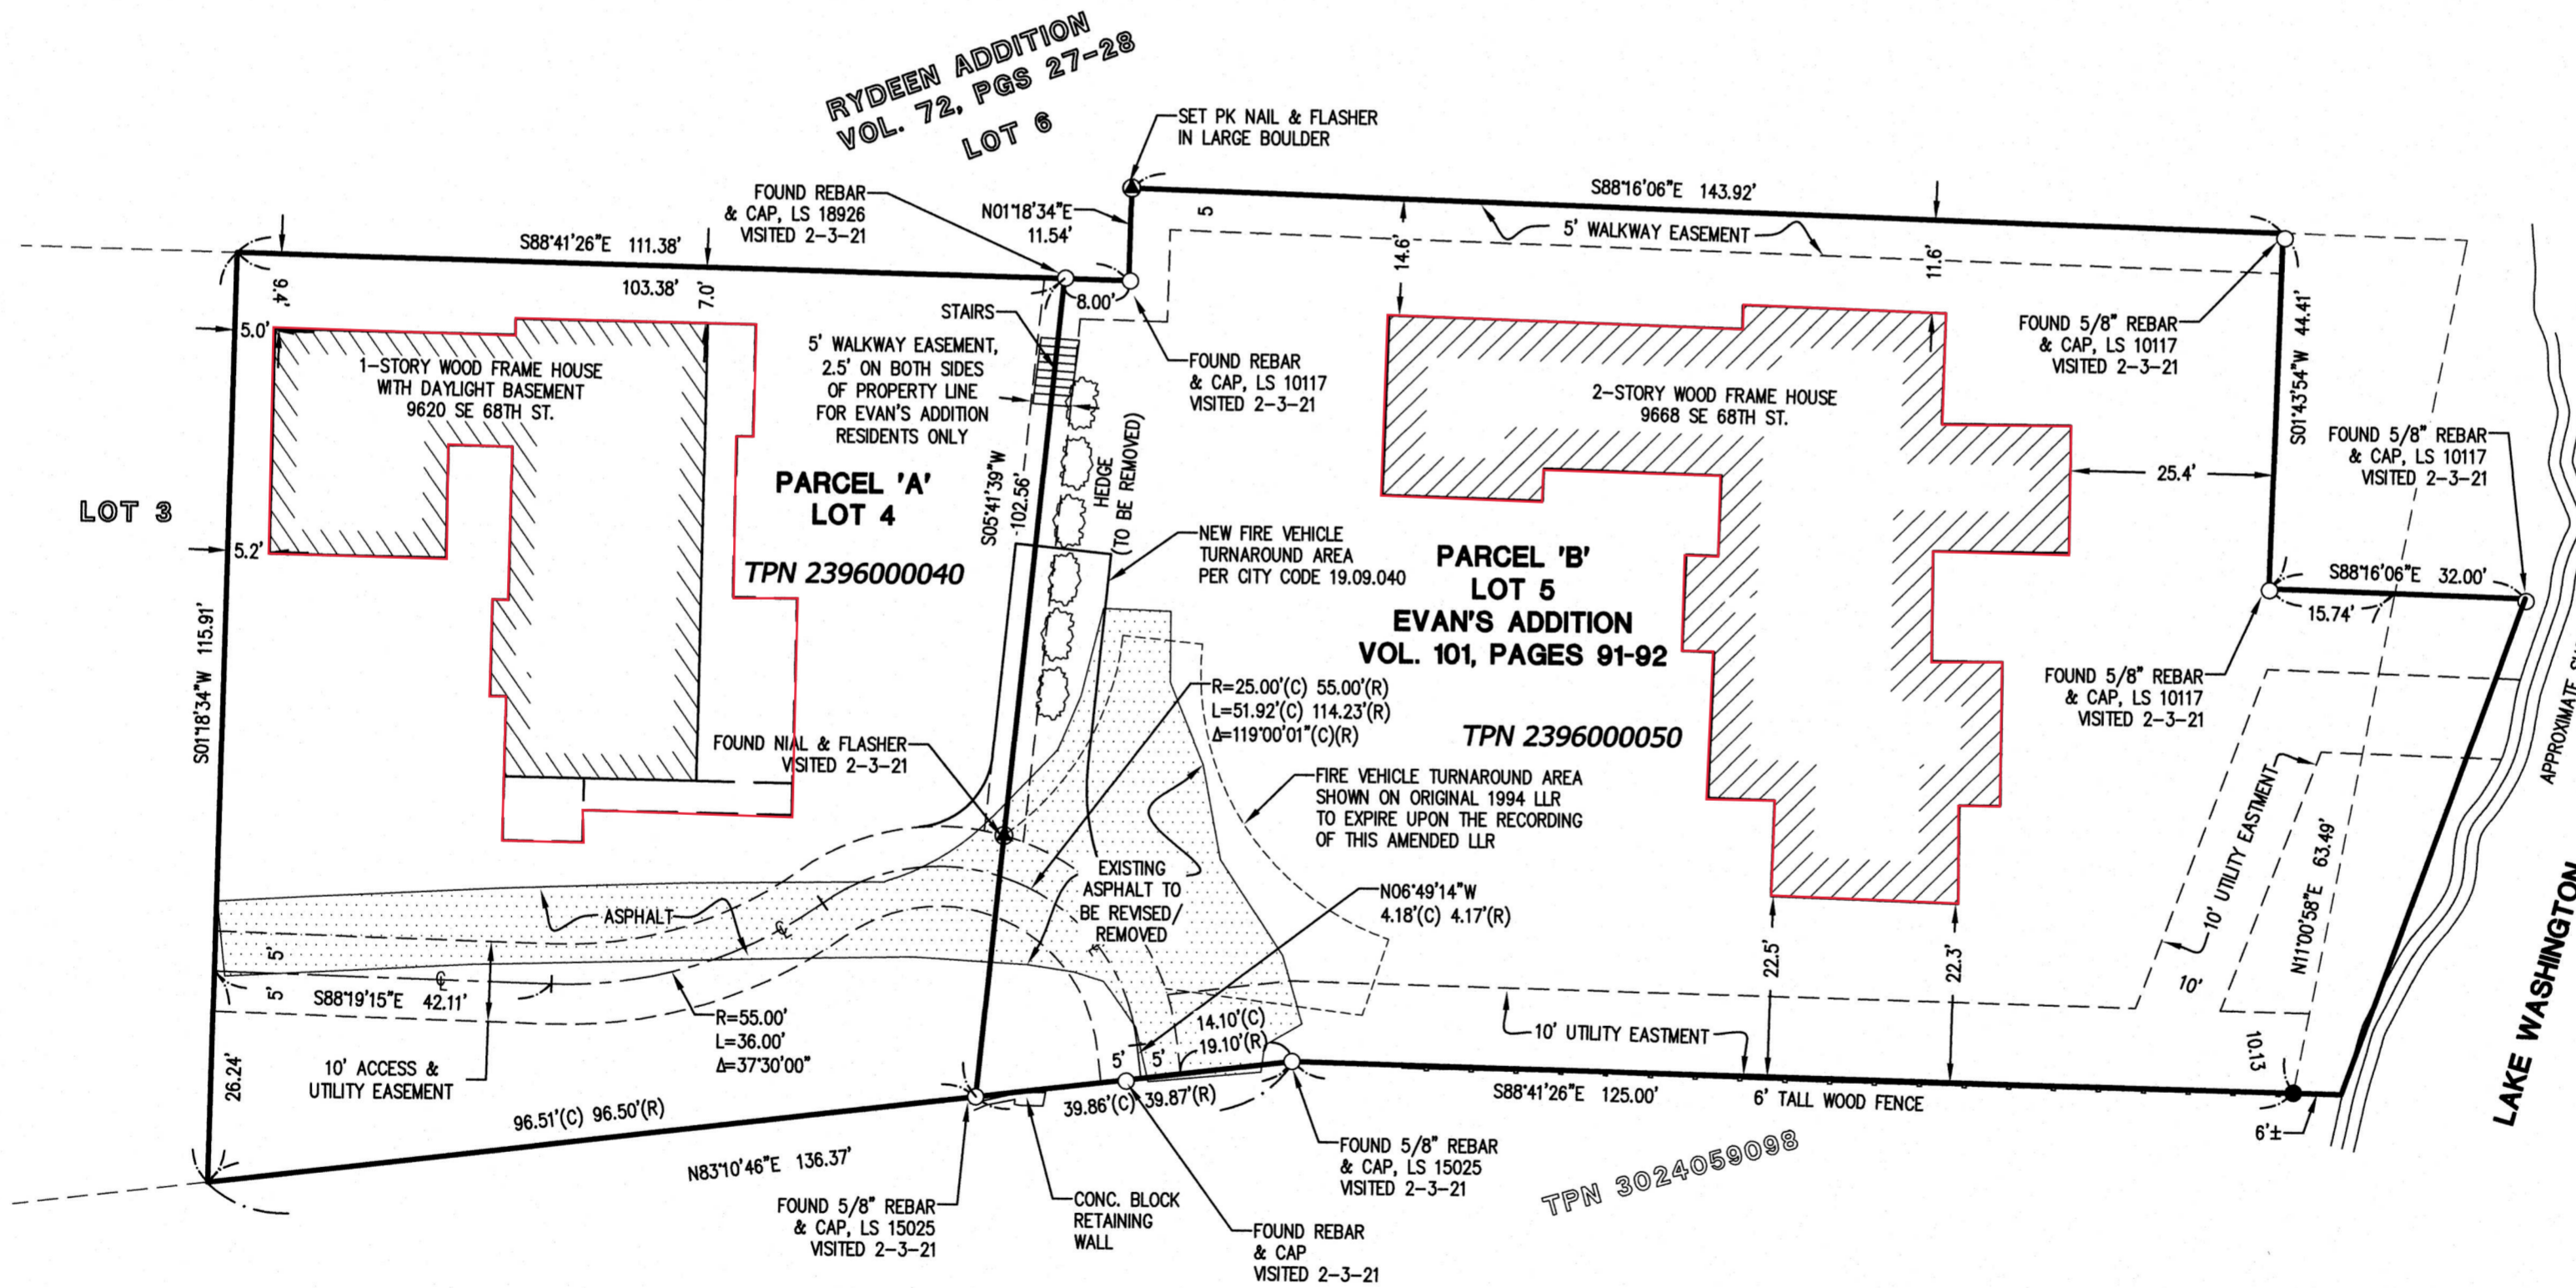 RYDEEN ADDITION
VOL. 72, PGS 27-28
LOT 6
SET PK NAIL & FLASHER
IN LARGE BOULDER
FOUND REBAR
& CAP, LS 18926
VISITED 2-3-21
N01°18'34"E
11.54'
S88°16'06"E 143.92'
5
5' WALKWAY EASEMENT
S88°41'26"E 111.38'
103.38'
7.0'
9.4'
5.0'
8.00'
14.6'
11.6'
STAIRS
5' WALKWAY EASEMENT,
2.5' ON BOTH SIDES
OF PROPERTY LINE
FOR EVAN'S ADDITION
RESIDENTS ONLY
1-STORY WOOD FRAME HOUSE
WITH DAYLIGHT BASEMENT
9620 SE 68TH ST.
FOUND REBAR
& CAP, LS 10117
VISITED 2-3-21
2-STORY WOOD FRAME HOUSE
9668 SE 68TH ST.
FOUND 5/8" REBAR
& CAP, LS 10117
VISITED 2-3-21
S01°43'54"W 44.41'
FOUND 5/8" REBAR
& CAP, LS 10117
VISITED 2-3-21
25.4'
LOT 3
PARCEL 'A'
LOT 4
TPN 2396000040
S05°41'39"W
102.56'
HEDGE
(TO BE REMOVED)
5.2'
S01°18'34"W 115.91'
NEW FIRE VEHICLE
TURNAROUND AREA
PER CITY CODE 19.09.040
PARCEL 'B'
LOT 5
EVAN'S ADDITION
VOL. 101, PAGES 91-92
TPN 2396000050
S88°16'06"E 32.00'
15.74'
FOUND 5/8" REBAR
& CAP, LS 10117
VISITED 2-3-21
R=25.00'(C) 55.00'(R)
L=51.92'(C) 114.23'(R)
Δ=119°00'01"(C)(R)
FOUND NIAL & FLASHER
VISITED 2-3-21
FIRE VEHICLE TURNAROUND AREA
SHOWN ON ORIGINAL 1994 LLR
TO EXPIRE UPON THE RECORDING
OF THIS AMENDED LLR
APPROXIMATE
EXISTING
ASPHALT TO
BE REVISED/
REMOVED
N06°49'14"W
4.18'(C) 4.17'(R)
ASPHALT
5'
5'
S88°19'15"E 42.11'
R=55.00'
L=36.00'
Δ=37°30'00"
10' ACCESS &
UTILITY EASEMENT
26.24'
14.10'(C)
19.10'(R)
5' 5'
10' UTILITY EASTMENT
10' UTILITY EASTMENT
10'
N11°00'58"E 63.49'
10.13
22.5'
22.3'
LAKE WASHINGTON
96.51'(C) 96.50'(R)
39.86'(C) 39.87'(R)
S88°41'26"E 125.00'
6' TALL WOOD FENCE
6'±
N83°10'46"E 136.37'
FOUND 5/8" REBAR
& CAP, LS 15025
VISITED 2-3-21
CONC. BLOCK
RETAINING
WALL
FOUND REBAR
& CAP
VISITED 2-3-21
FOUND 5/8" REBAR
& CAP, LS 15025
VISITED 2-3-21
TPN 3024059098